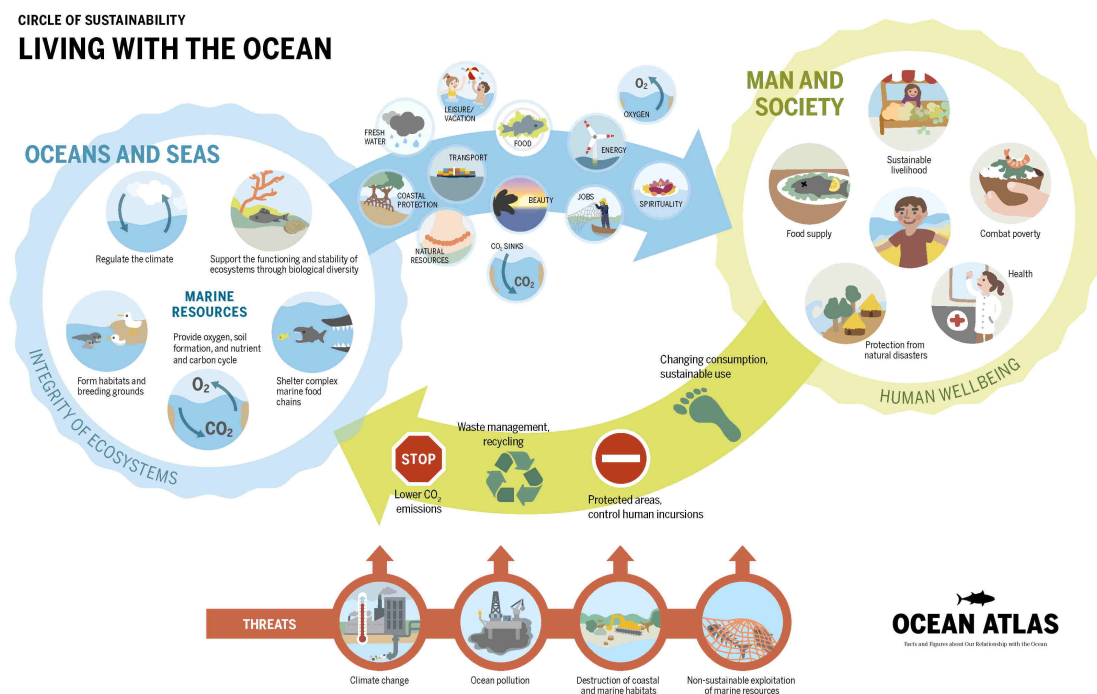 CIRCLE OF SUSTAINABILITY
LIVING WITH THE OCEAN
OCEANS AND SEAS
Regulate the climate
Support the functioning and stability of
ecosystems through biological diversity
MARINE
RESOURCES
Provide oxygen, soil
formation, and nutrient
and carbon cycle
Form habitats and
breeding grounds
Shelter complex
marine food
chains
O₂
CO₂
INTEGRITY OF ECOSYSTEMS
LEISURE/
VACATION
FRESH
WATER
FOOD
O₂
OXYGEN
ENERGY
TRANSPORT
COASTAL
PROTECTION
BEAUTY
JOBS
SPIRITUALITY
NATURAL
RESOURCES
CO₂ SINKS
CO₂
MAN AND
SOCIETY
Sustainable
livelihood
Food supply
Combat poverty
Health
Protection from
natural disasters
HUMAN WELLBEING
Changing consumption,
sustainable use
Waste management,
recycling
STOP
Lower CO₂
emissions
Protected areas,
control human incursions
THREATS
Climate change
Ocean pollution
Destruction of coastal
and marine habitats
Non-sustainable exploitation
of marine resources
OCEAN ATLAS
Facts and Figures about Our Relationship with the Ocean